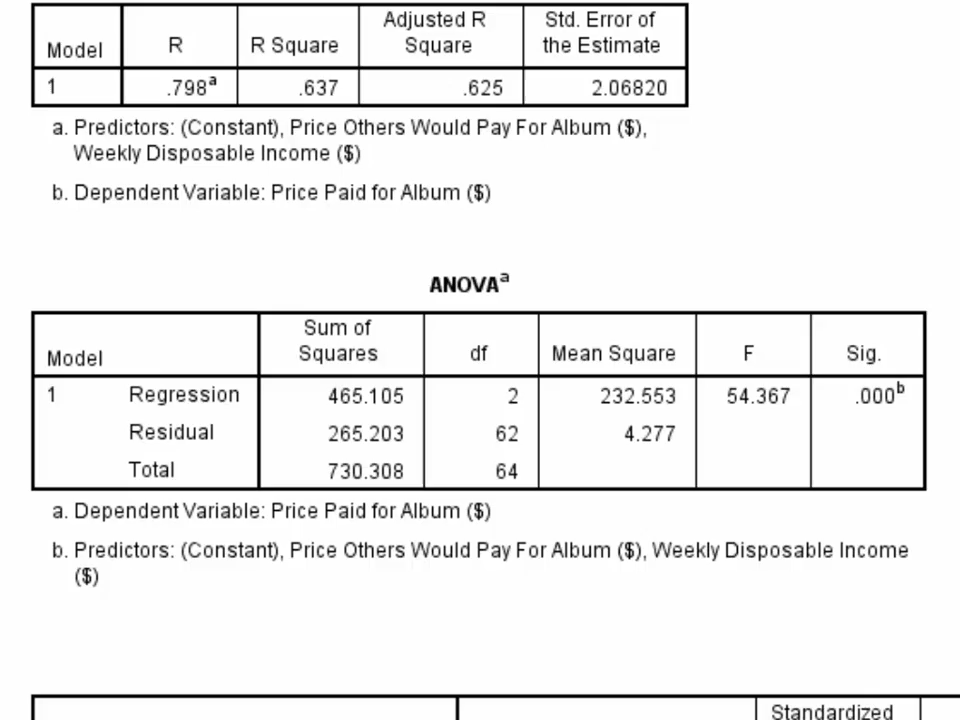 Model R R Square Adjusted R Square Std. Error of the Estimate
1 .798a .637 .625 2.06820
a. Predictors: (Constant), Price Others Would Pay For Album ($),
Weekly Disposable Income ($)
b. Dependent Variable: Price Paid for Album ($)
ANOVAa
Model Sum of Squares df Mean Square F Sig.
1 Regression 465.105 2 232.553 54.367 .000b
Residual 265.203 62 4.277
Total 730.308 64
a. Dependent Variable: Price Paid for Album ($)
b. Predictors: (Constant), Price Others Would Pay For Album ($), Weekly Disposable Income
($)
Standardized